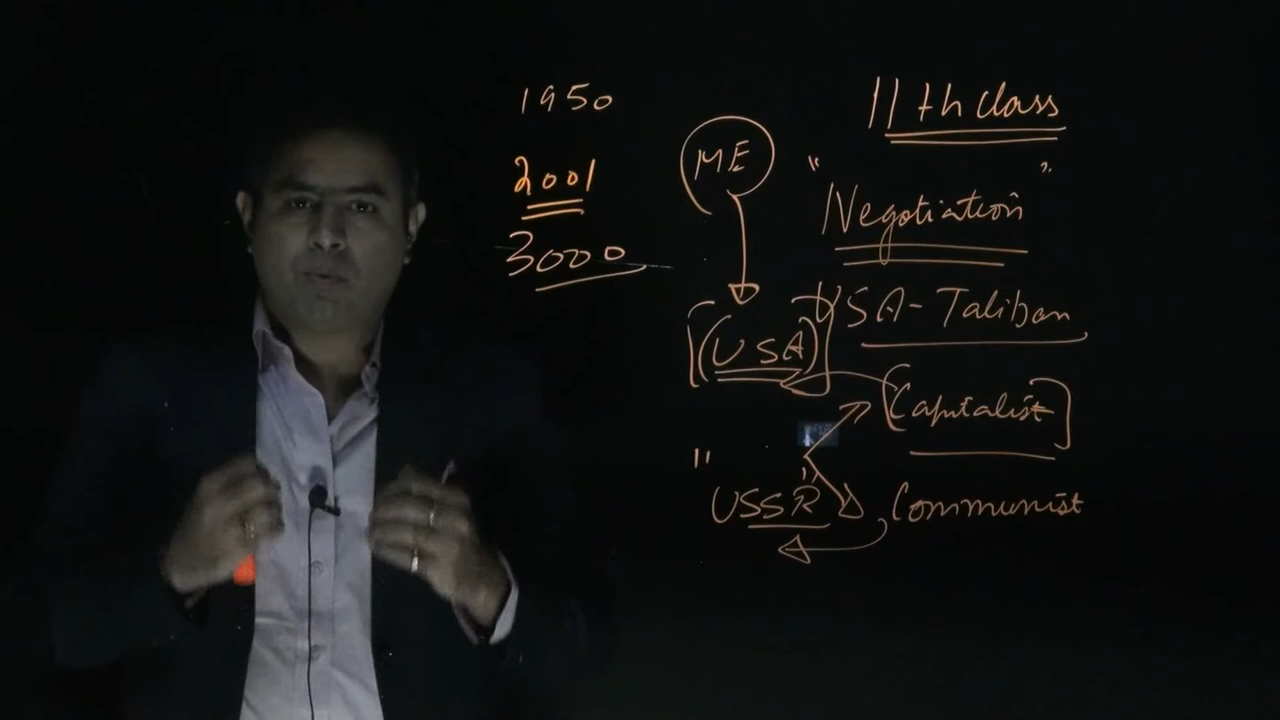 1950
2001
3000
ME
(USA)
11th class
"Negotiation"
USA-Taliban
[Capitalist]
"USSR"
Communist